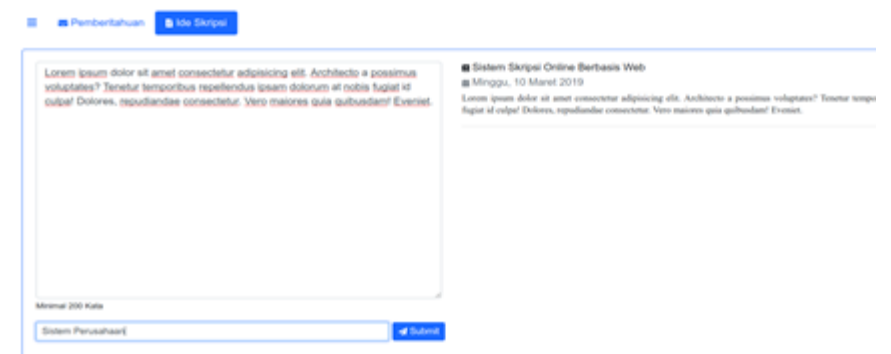 Pemberitahuan
Ide Skripsi
Lorem ipsum dolor sit amet consectetur adipisicing elit. Architecto a possimus
voluptates? Tenetur temporibus repellendus ipsam dolorum at nobis fugiat id
culpa! Dolores, repudiandae consectetur. Vero maiores quia quibusdam! Eveniet.
Minimal 200 Kata
Sistem Perusahaan
Submit
Sistem Skripsi Online Berbasis Web
Minggu, 10 Maret 2019
Lorem ipsum dolor sit amet consectetur adipisicing elit. Architecto a possimus voluptates? Tenetur tempo
fugiat id culpa! Dolores, repudiandae consectetur. Vero maiores quia quibusdam! Eveniet.